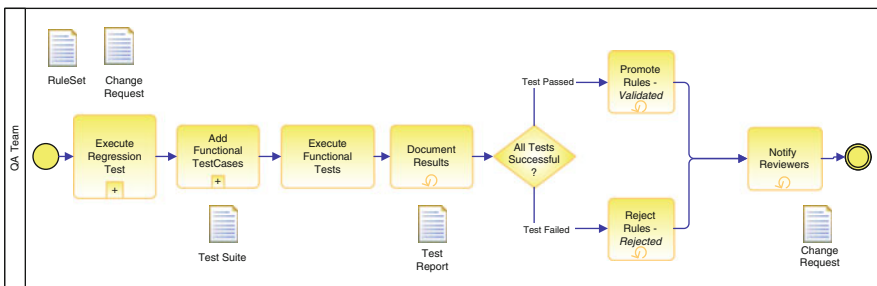 QA Team
RuleSet
Change
Request
Execute
Regression
Test
+
Add
Functional
TestCases
+
Test Suite
Execute
Functional
Tests
Document
Results
Test
Report
All Tests
Successful
?
Test Passed
Promote
Rules -
Validated
Test Failed
Reject
Rules -
Rejected
Notify
Reviewers
Change
Request